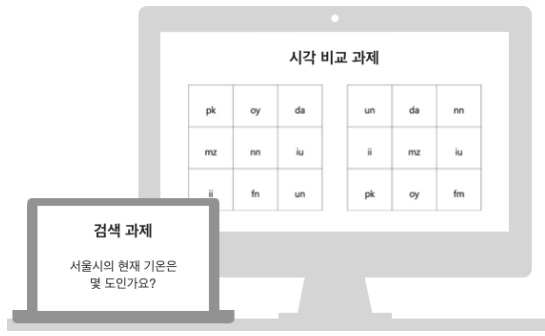 시각 비교 과제
pk oy da un da nn
mz nn iu ii mz iu
ii fn un pk oy fm
검색 과제
서울시의 현재 기온은
몇 도인가요?